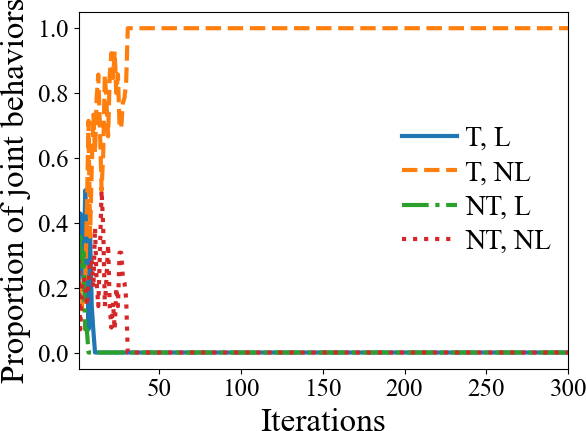 Proportion of joint behaviors
1.0
0.8
0.6
0.4
0.2
0.0
T, L
T, NL
NT, L
NT, NL
50 100 150 200 250 300
Iterations